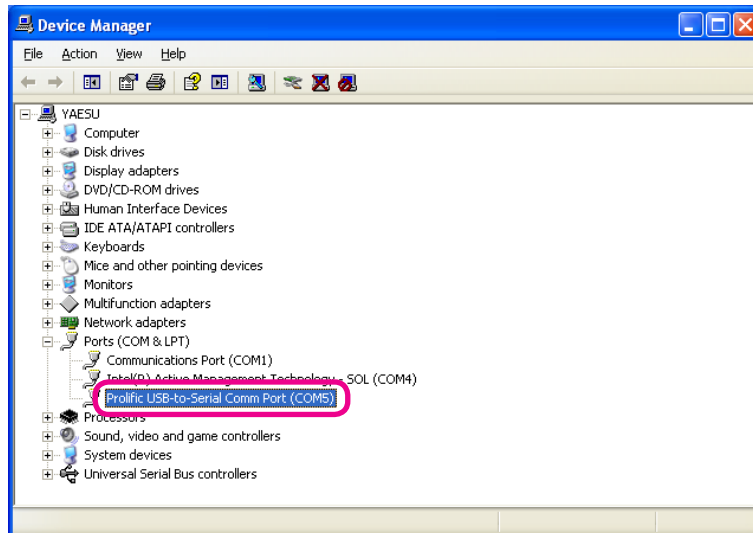 Device Manager
File Action View Help
YAESU
Computer
Disk drives
Display adapters
DVD/CD-ROM drives
Human Interface Devices
IDE ATA/ATAPI controllers
Keyboards
Mice and other pointing devices
Monitors
Multifunction adapters
Network adapters
Ports (COM & LPT)
Communications Port (COM1)
Intel(R) Active Management Technology - SOL (COM4)
Prolific USB-to-Serial Comm Port (COM5)
Processors
Sound, video and game controllers
System devices
Universal Serial Bus controllers